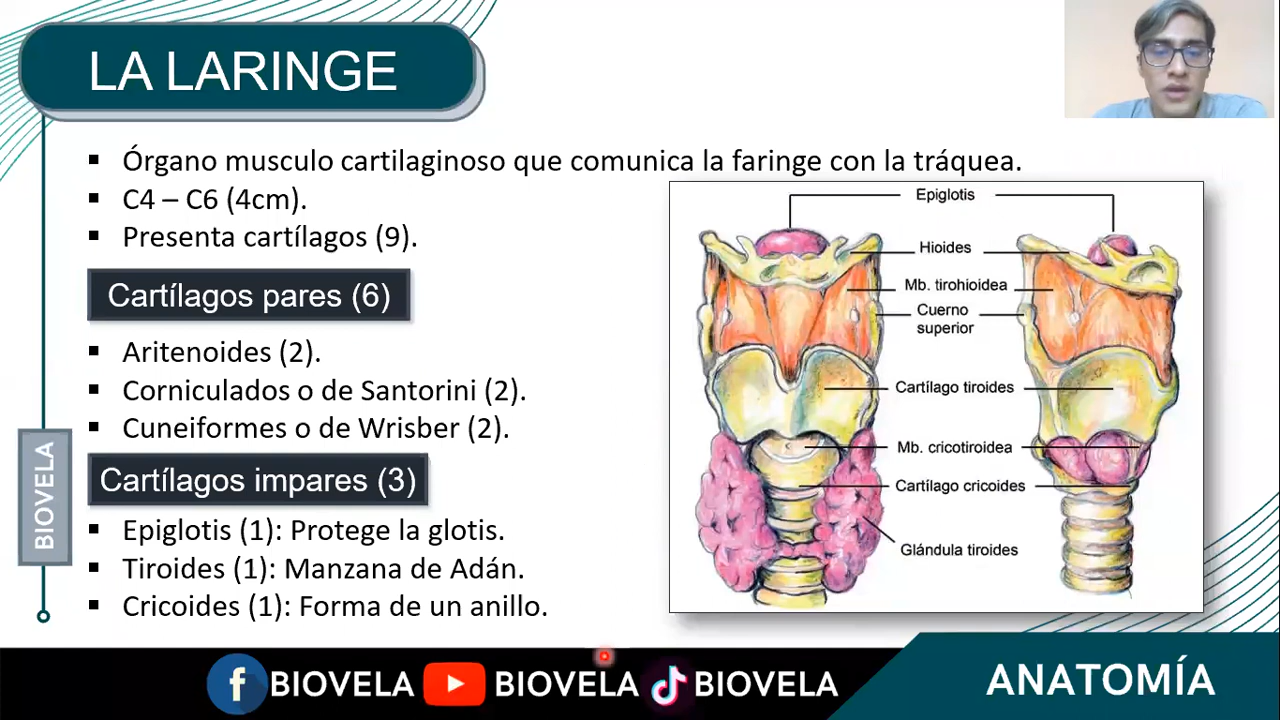 LA LARINGE
▪ Órgano musculo cartilaginoso que comunica la faringe con la tráquea.
▪ C4 – C6 (4cm).
▪ Presenta cartílagos (9).
Cartílagos pares (6)
▪ Aritenoides (2).
▪ Corniculados o de Santorini (2).
▪ Cuneiformes o de Wrisber (2).
Cartílagos impares (3)
▪ Epiglotis (1): Protege la glotis.
▪ Tiroides (1): Manzana de Adán.
▪ Cricoides (1): Forma de un anillo.
BIOVELA
Epiglotis
Hioides
Mb. tirohioidea
Cuerno
superior
Cartílago tiroides
Mb. cricotiroidea
Cartílago cricoides
Glándula tiroides
BIOVELA BIOVELA BIOVELA
ANATOMÍA